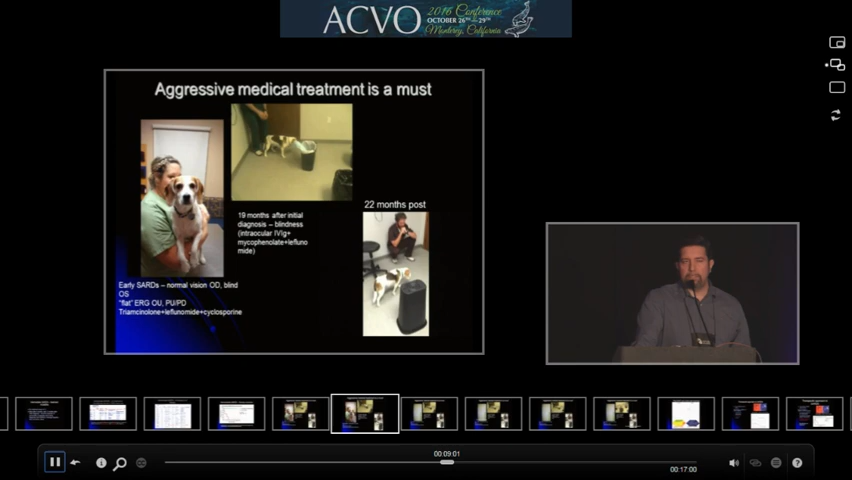 ACVO
2016 Conference
OCTOBER 26TH - 29TH
Monterey, California
Aggressive medical treatment is a must
19 months after initial
diagnosis – blindness
(intraocular IVIg+
mycophenolate+lefluno
mide)
22 months post
Early SARDs – normal vision OD, blind
OS
"flat" ERG OU, PU/PD
Triamcinolone+leflunomide+cyclosporine
00:09:01
00:17:00